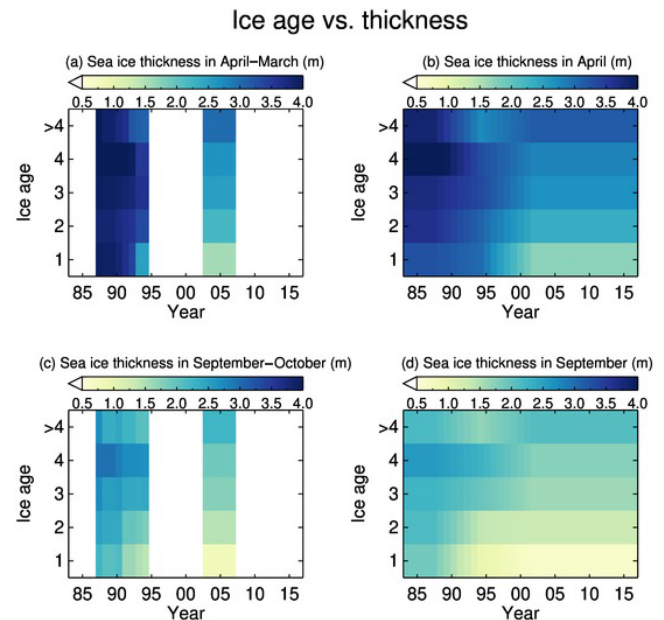 Ice age vs. thickness
(a) Sea ice thickness in April–March (m)
0.5 1.0 1.5 2.0 2.5 3.0 3.5 4.0
>4
4
3
2
1
Ice age
85 90 95 00 05 10 15
Year
(b) Sea ice thickness in April (m)
0.5 1.0 1.5 2.0 2.5 3.0 3.5 4.0
>4
4
3
2
1
Ice age
85 90 95 00 05 10 15
Year
(c) Sea ice thickness in September–October (m)
0.5 1.0 1.5 2.0 2.5 3.0 3.5 4.0
>4
4
3
2
1
Ice age
85 90 95 00 05 10 15
Year
(d) Sea ice thickness in September (m)
0.5 1.0 1.5 2.0 2.5 3.0 3.5 4.0
>4
4
3
2
1
Ice age
85 90 95 00 05 10 15
Year